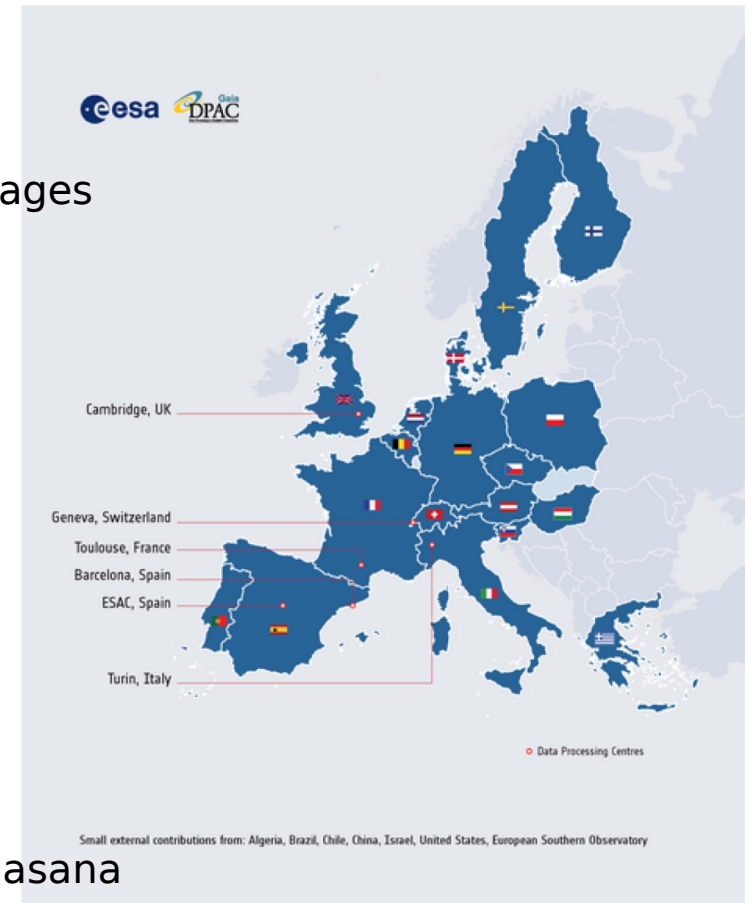 esa Gaia DPAC
ages
Cambridge, UK
Geneva, Switzerland
Toulouse, France
Barcelona, Spain
ESAC, Spain
Turin, Italy
Data Processing Centres
Small external contributions from: Algeria, Brazil, Chile, China, Israel, United States, European Southern Observatory
asana